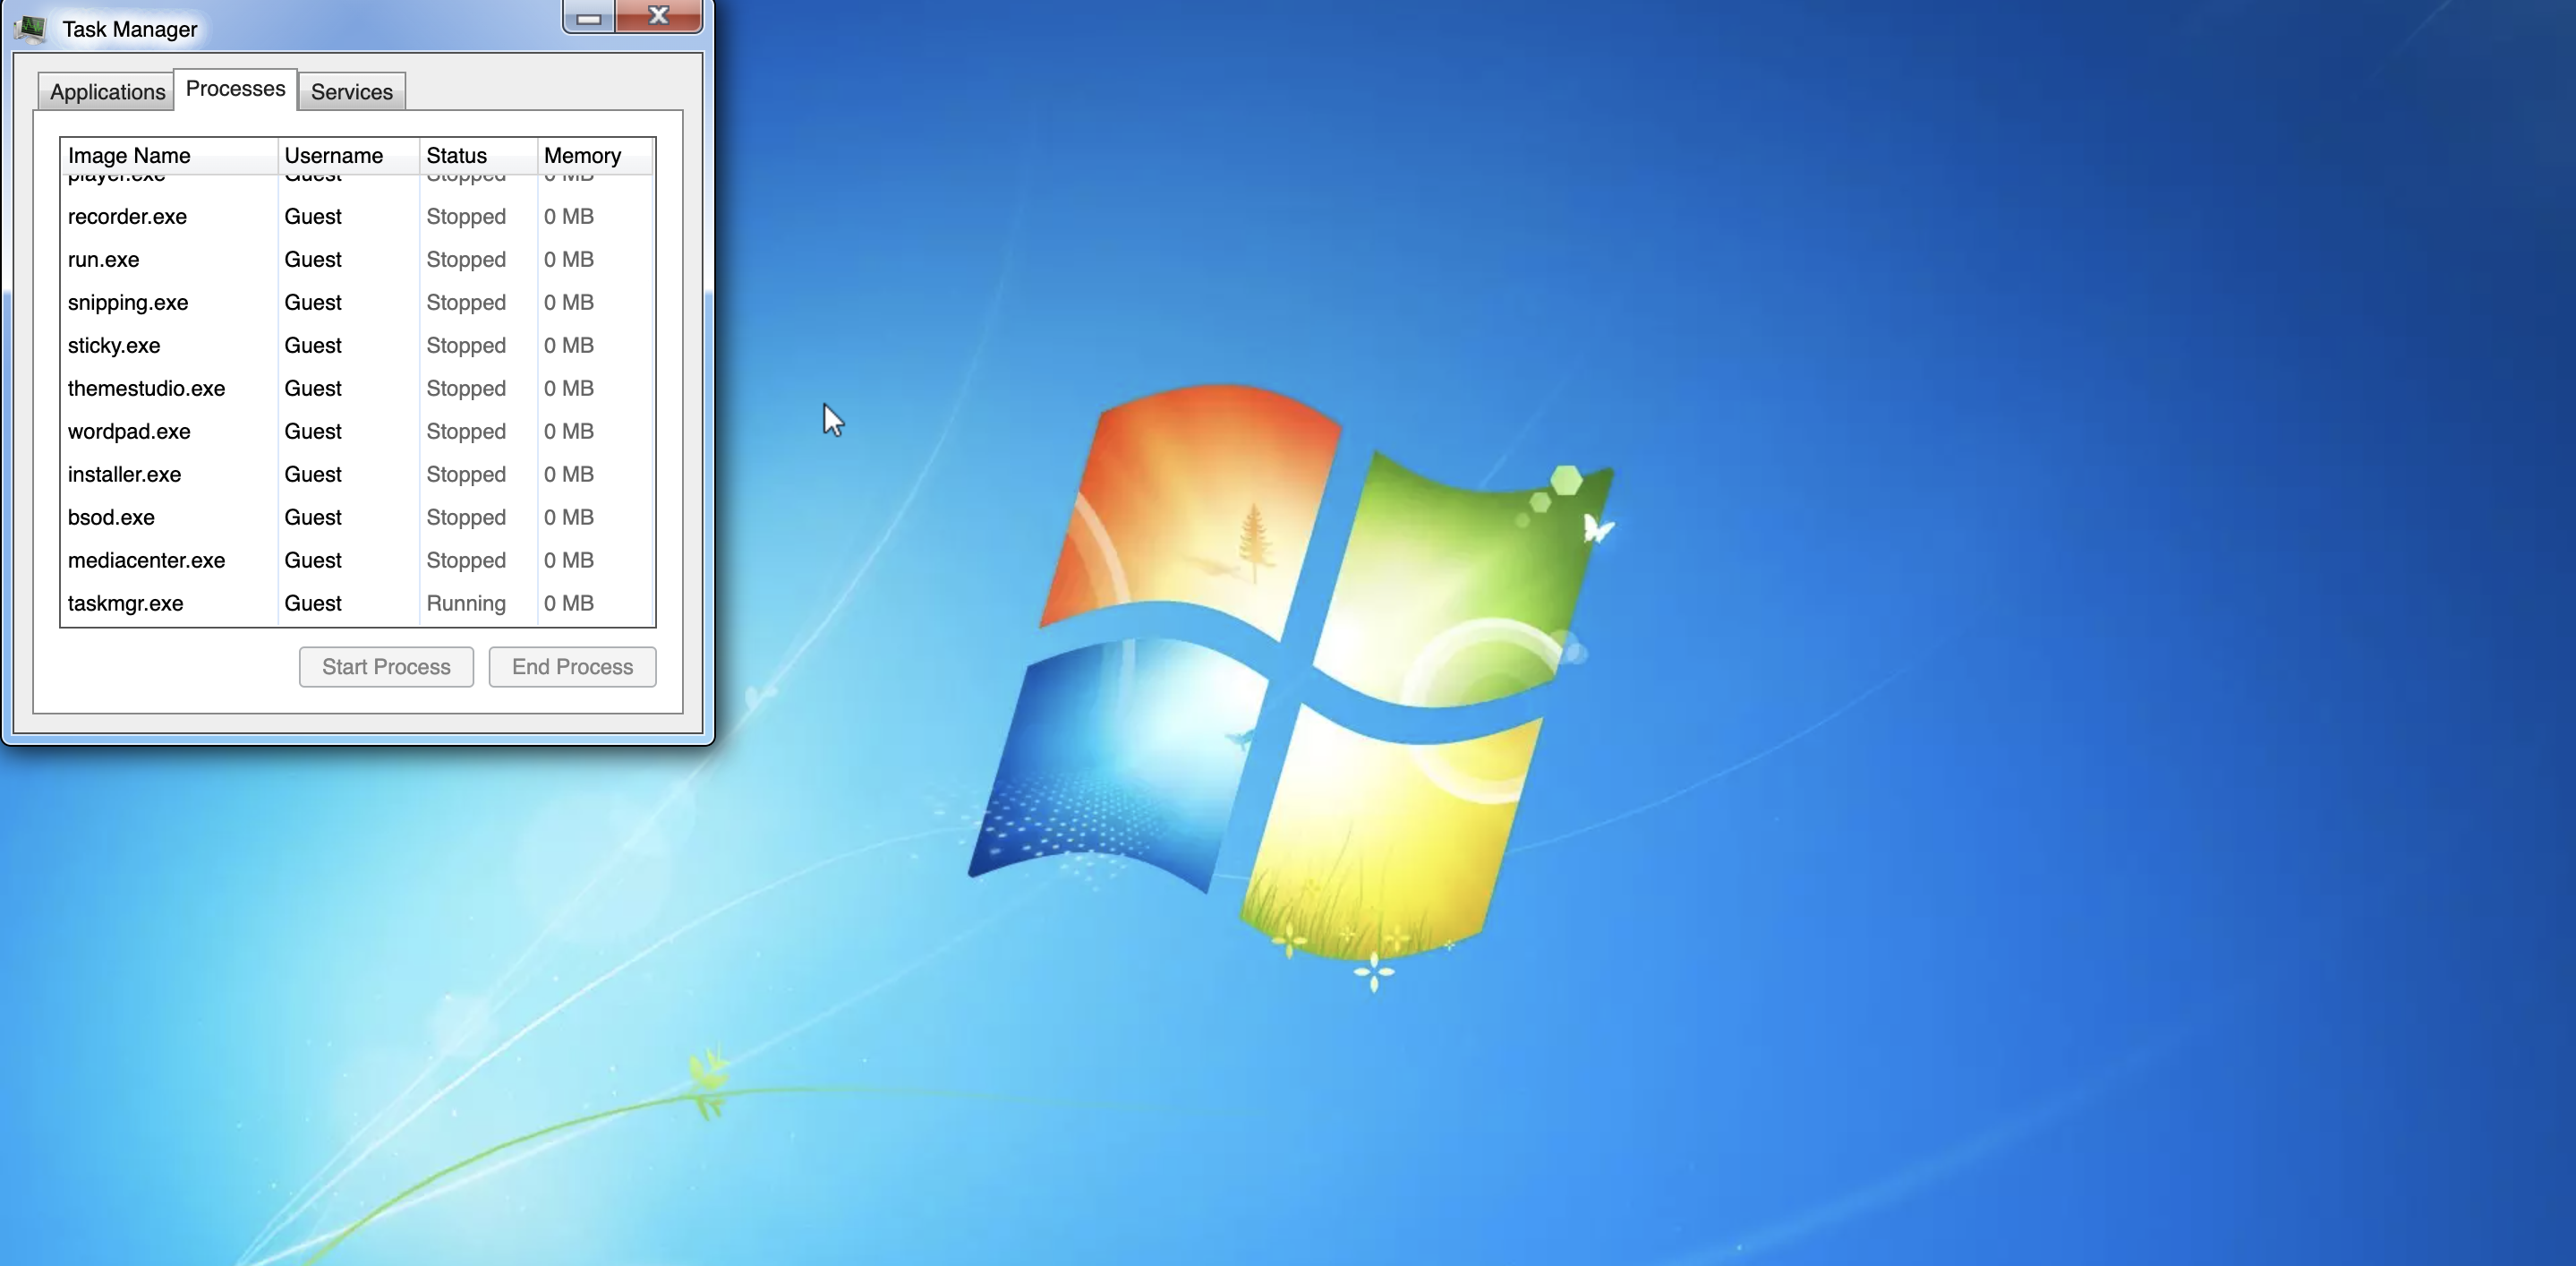 Task Manager
Applications Processes Services
Image Name Username Status Memory
player.exe Guest Stopped 0 MB
recorder.exe Guest Stopped 0 MB
run.exe Guest Stopped 0 MB
snipping.exe Guest Stopped 0 MB
sticky.exe Guest Stopped 0 MB
themestudio.exe Guest Stopped 0 MB
wordpad.exe Guest Stopped 0 MB
installer.exe Guest Stopped 0 MB
bsod.exe Guest Stopped 0 MB
mediacenter.exe Guest Stopped 0 MB
taskmgr.exe Guest Running 0 MB
Start Process End Process